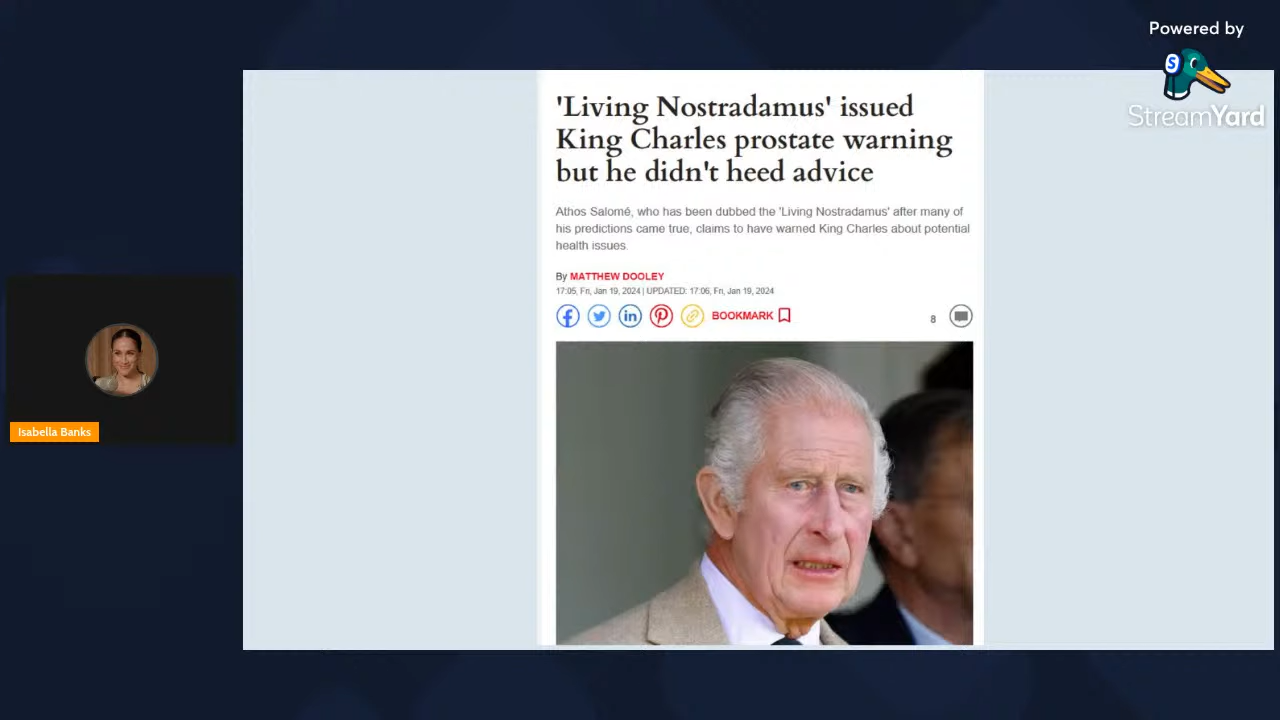 Powered by
S
StreamYard
'Living Nostradamus' issued
King Charles prostate warning
but he didn't heed advice
Athos Salomé, who has been dubbed the 'Living Nostradamus' after many of
his predictions came true, claims to have warned King Charles about potential
health issues.
By MATTHEW DOOLEY
17:05, Fri, Jan 19, 2024 | UPDATED: 17:06, Fri, Jan 19, 2024
BOOKMARK
8
Isabella Banks